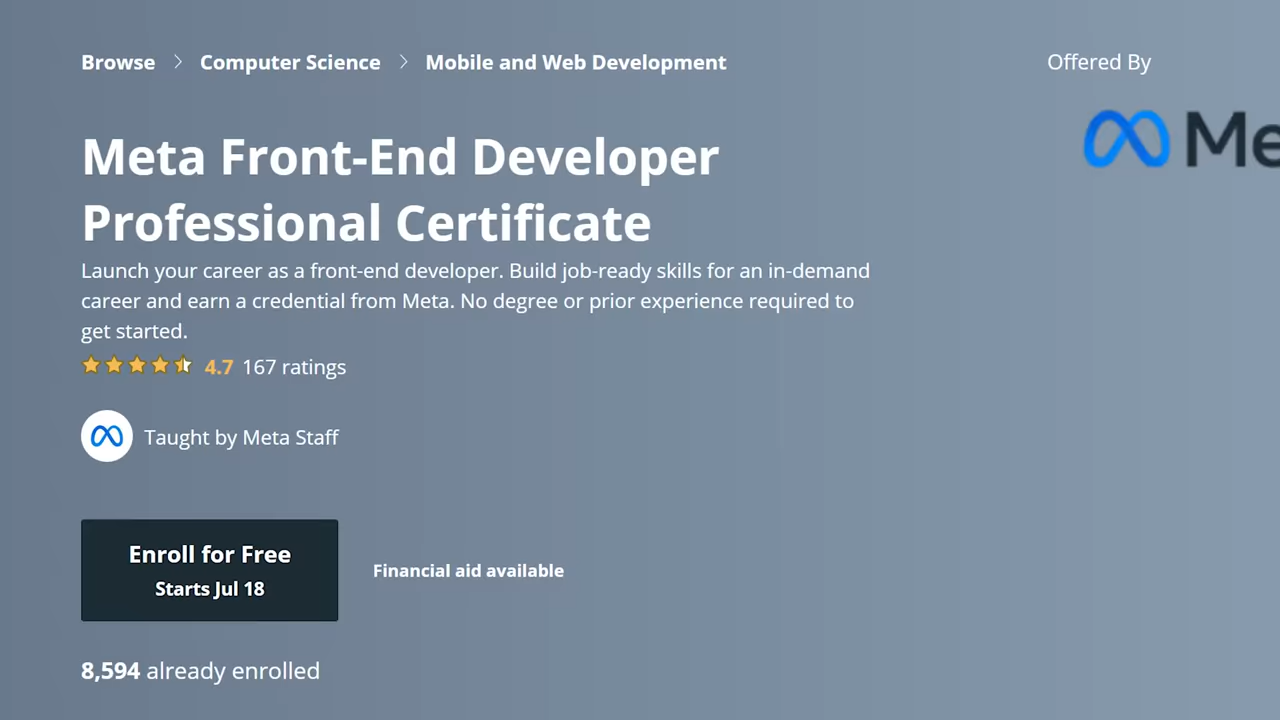 Browse > Computer Science > Mobile and Web Development
Offered By
Meta Front-End Developer
Professional Certificate
Launch your career as a front-end developer. Build job-ready skills for an in-demand
career and earn a credential from Meta. No degree or prior experience required to
get started.
4.7 167 ratings
Taught by Meta Staff
Enroll for Free
Starts Jul 18
Financial aid available
8,594 already enrolled